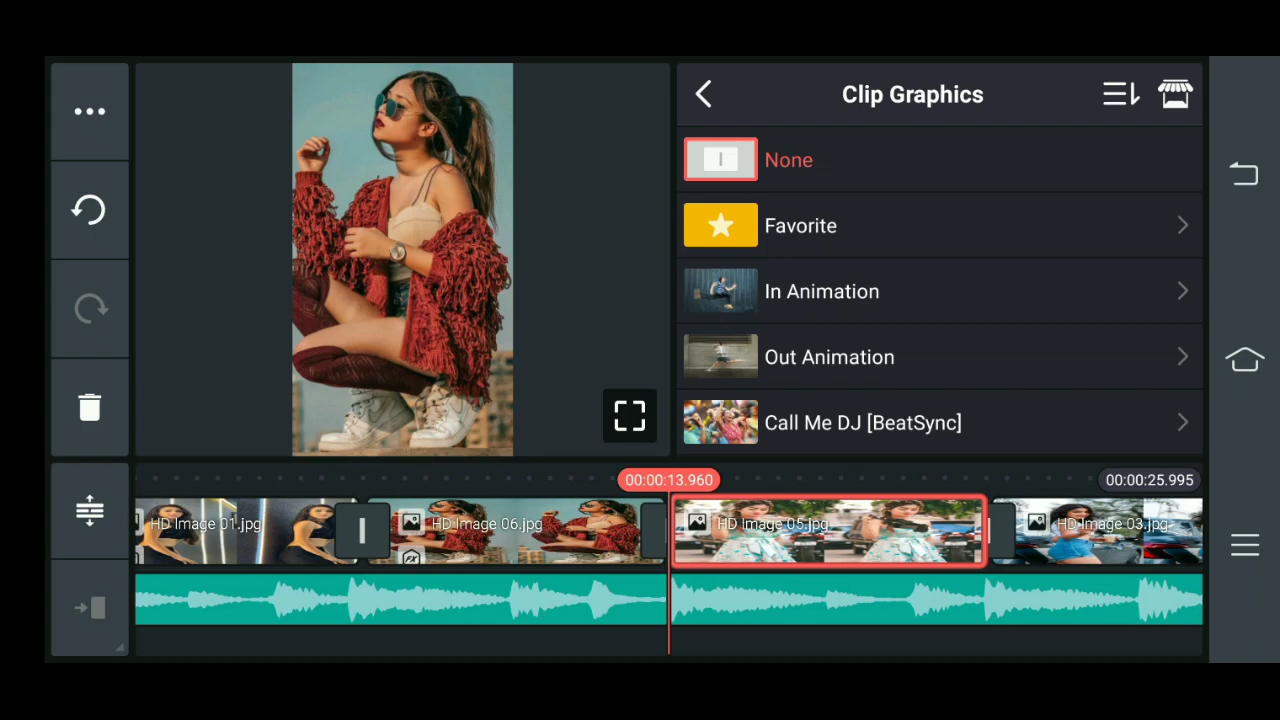 Clip Graphics
None
Favorite
In Animation
Out Animation
Call Me DJ [BeatSync]
00:00:13.960
00:00:25.995
HD Image 01.jpg
HD Image 06.jpg
HD Image 05.jpg
HD Image 03.jpg